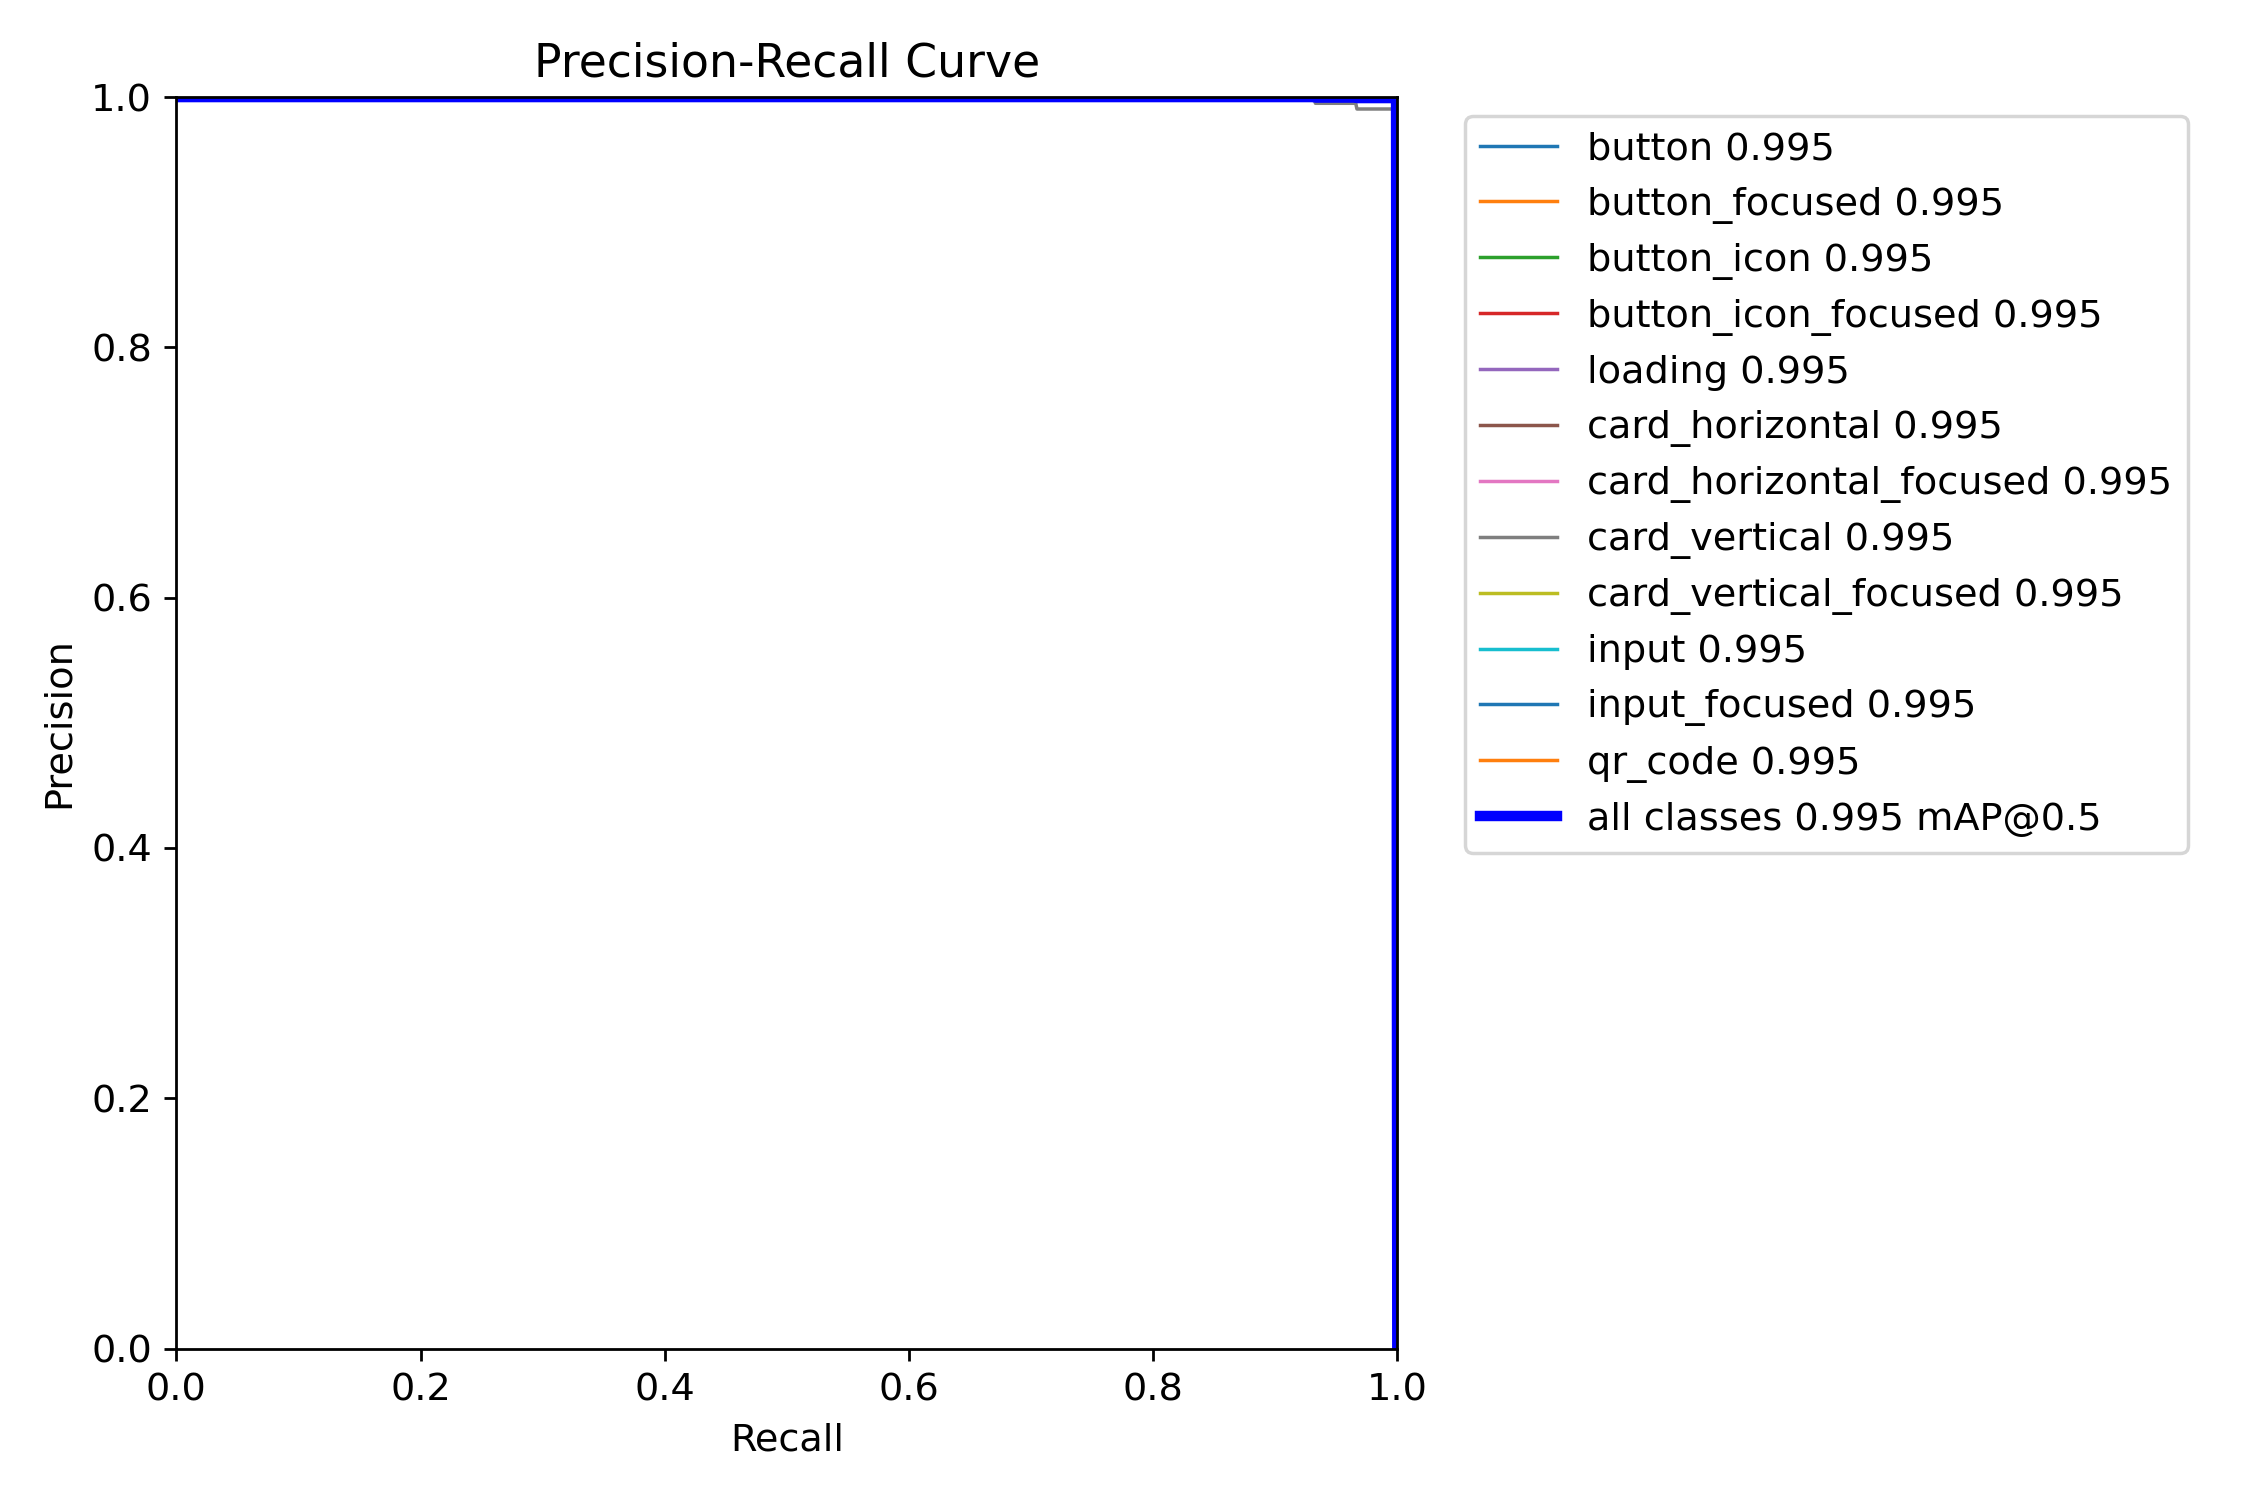 Precision-Recall Curve
1.0
0.8
0.6
0.4
0.2
0.0
Precision
0.0 0.2 0.4 0.6 0.8 1.0
Recall
button 0.995
button_focused 0.995
button_icon 0.995
button_icon_focused 0.995
loading 0.995
card_horizontal 0.995
card_horizontal_focused 0.995
card_vertical 0.995
card_vertical_focused 0.995
input 0.995
input_focused 0.995
qr_code 0.995
all classes 0.995 mAP@0.5